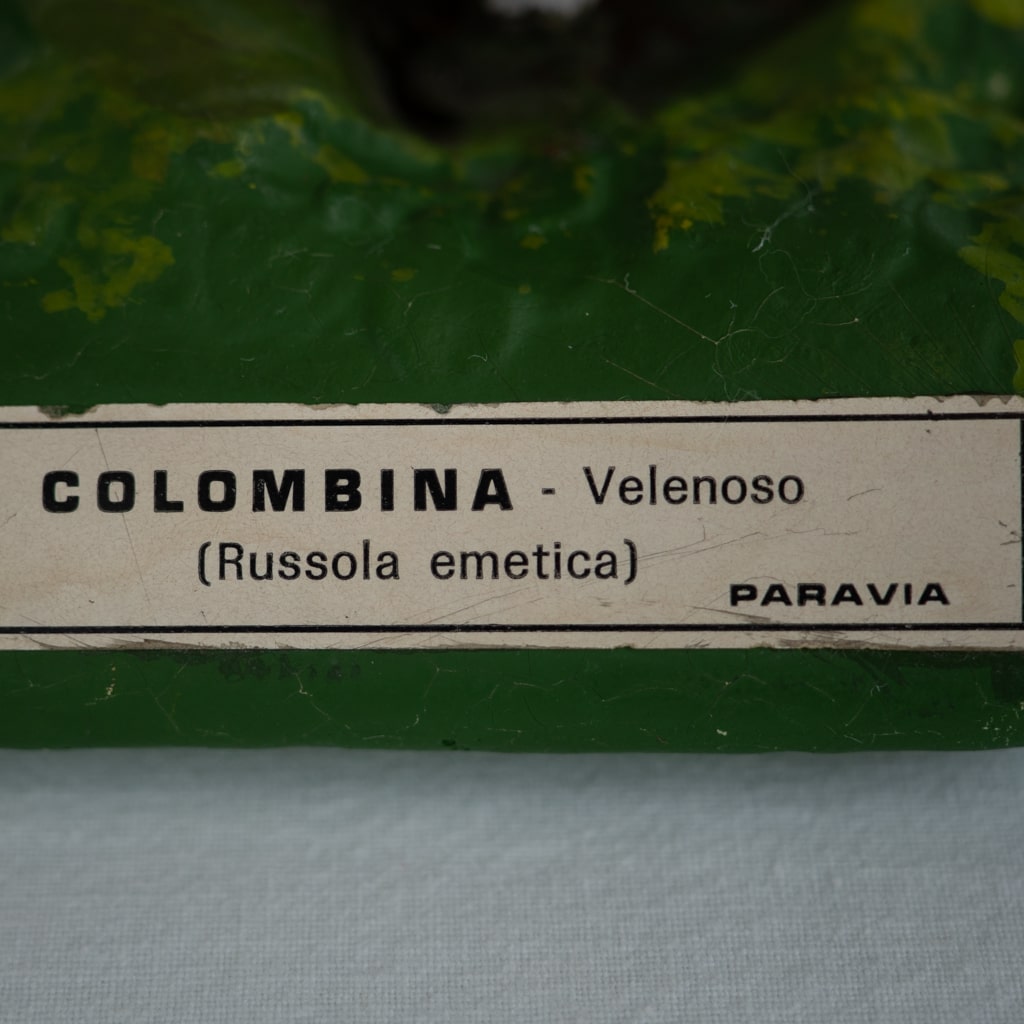 COLOMBINA - Velenoso
(Russola emetica)
PARAVIA